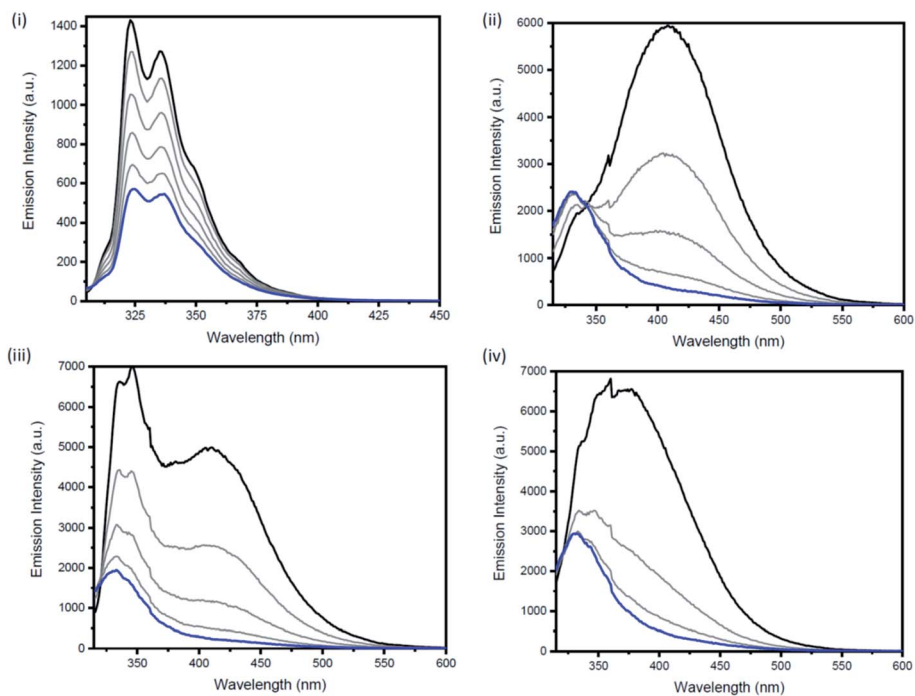 (i)
1400
1200
1000
800
600
400
200
0
Emission Intensity (a.u.)
325 350 375 400 425 450
Wavelength (nm)
(ii)
6000
5000
4000
3000
2000
1000
0
Emission Intensity (a.u.)
350 400 450 500 550 600
Wavelength (nm)
(iii)
7000
6000
5000
4000
3000
2000
1000
0
Emission Intensity (a.u.)
350 400 450 500 550 600
Wavelength (nm)
(iv)
7000
6000
5000
4000
3000
2000
1000
0
Emission Intensity (a.u.)
350 400 450 500 550 600
Wavelength (nm)